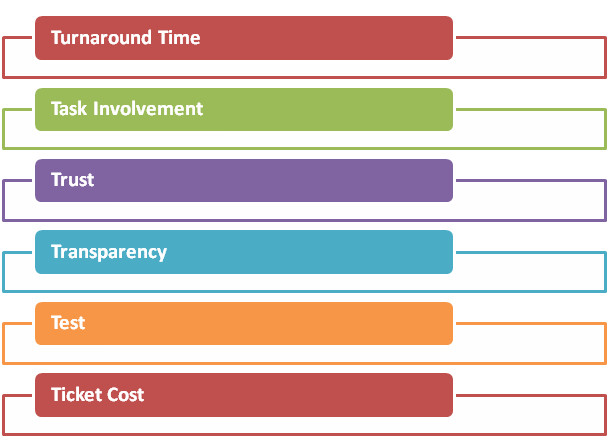 Turnaround Time
Task Involvement
Trust
Transparency
Test
Ticket Cost